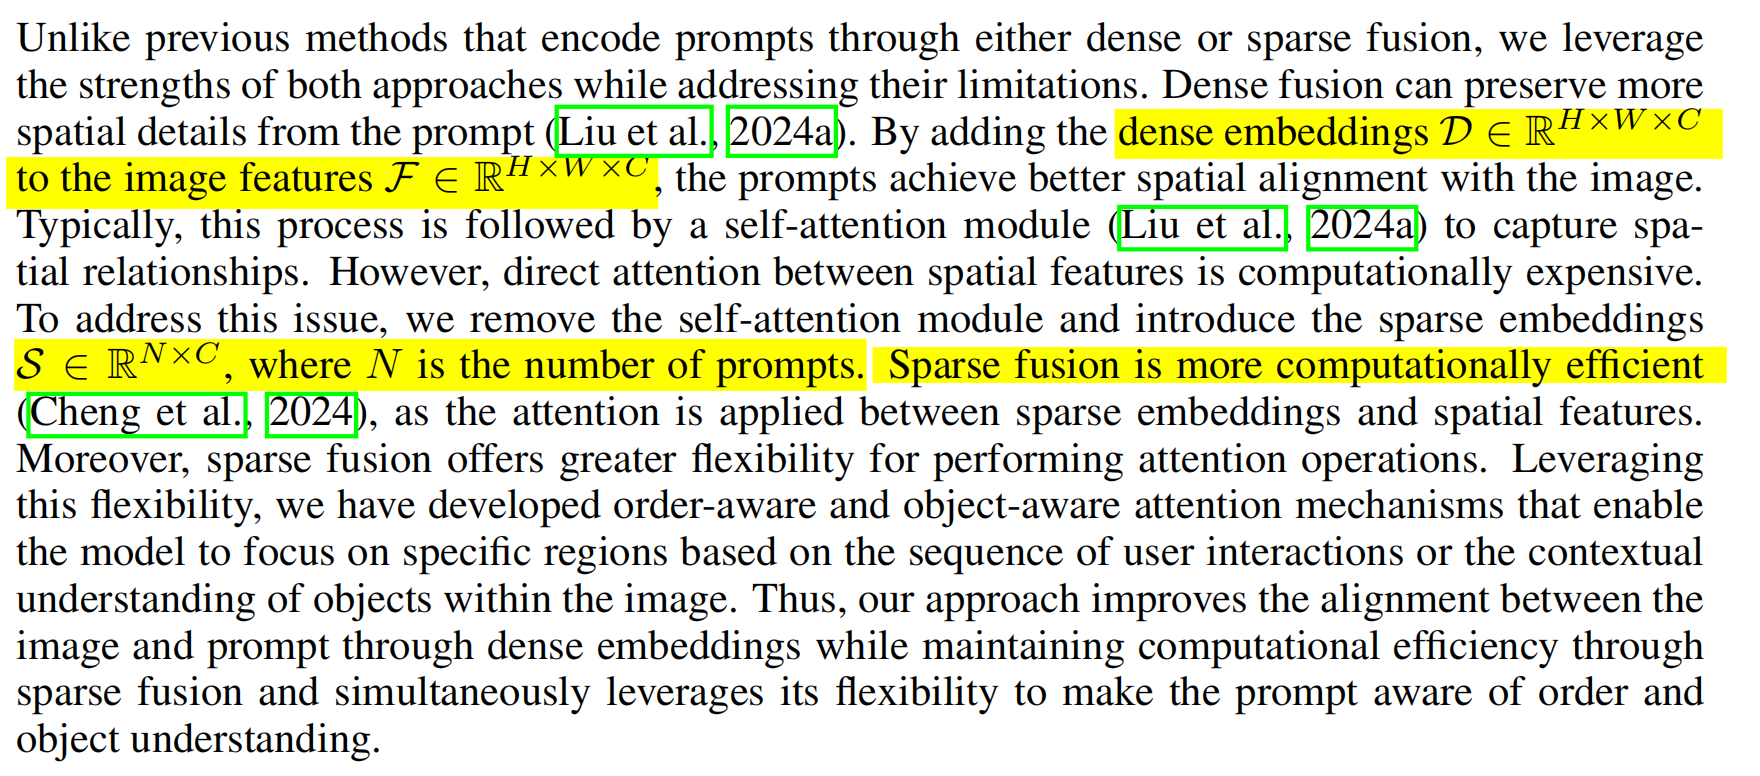 Unlike previous methods that encode prompts through either dense or sparse fusion, we leverage
the strengths of both approaches while addressing their limitations. Dense fusion can preserve more
spatial details from the prompt (Liu et al., 2024a). By adding the dense embeddings 𝒟 ∈ ℝ^{H×W×C}
to the image features ℱ ∈ ℝ^{H×W×C}, the prompts achieve better spatial alignment with the image.
Typically, this process is followed by a self-attention module (Liu et al., 2024a) to capture spa-
tial relationships. However, direct attention between spatial features is computationally expensive.
To address this issue, we remove the self-attention module and introduce the sparse embeddings
𝒮 ∈ ℝ^{N×C}, where N is the number of prompts. Sparse fusion is more computationally efficient
(Cheng et al., 2024), as the attention is applied between sparse embeddings and spatial features.
Moreover, sparse fusion offers greater flexibility for performing attention operations. Leveraging
this flexibility, we have developed order-aware and object-aware attention mechanisms that enable
the model to focus on specific regions based on the sequence of user interactions or the contextual
understanding of objects within the image. Thus, our approach improves the alignment between the
image and prompt through dense embeddings while maintaining computational efficiency through
sparse fusion and simultaneously leverages its flexibility to make the prompt aware of order and
object understanding.